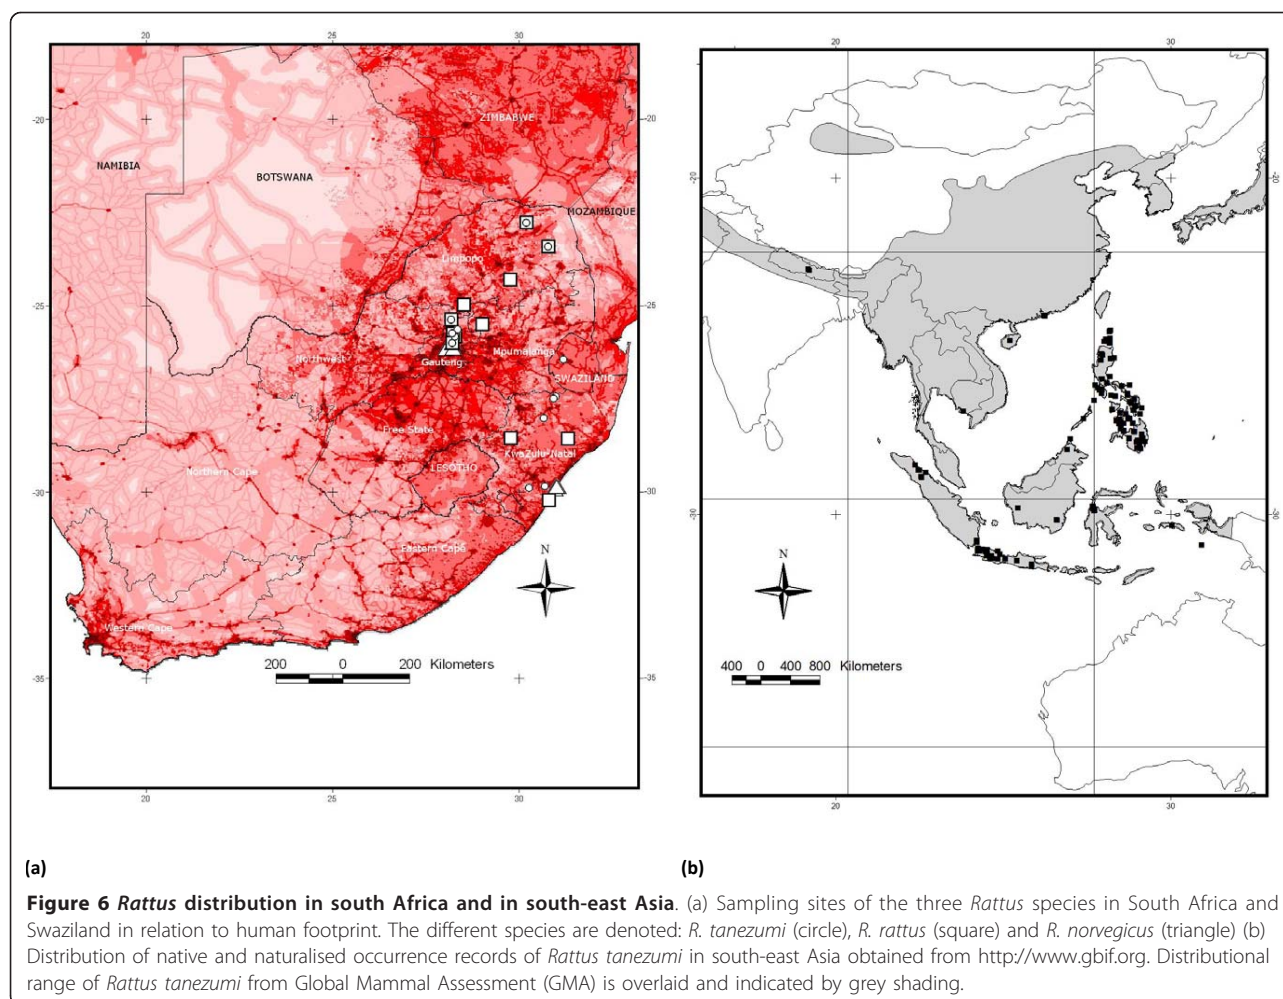 20
25
30
-20
-20
ZIMBABWE
NAMIBIA
BOTSWANA
MOZAMBIQUE
Limpopo
-25
-25
Northwest
Gauteng
Mpumalanga
SWAZILAND
Free State
KwaZulu-Natal
LESOTHO
Northern Cape
-30
-30
Eastern Cape
N
Western Cape
200 0 200 Kilometers
-35
-35
20
25
30
20
30
-20
-20
-30
-30
N
400 0 400 800 Kilometers
20
30
(a)
(b)
Figure 6 Rattus distribution in south Africa and in south-east Asia. (a) Sampling sites of the three Rattus species in South Africa and
Swaziland in relation to human footprint. The different species are denoted: R. tanezumi (circle), R. rattus (square) and R. norvegicus (triangle) (b)
Distribution of native and naturalised occurrence records of Rattus tanezumi in south-east Asia obtained from http://www.gbif.org. Distributional
range of Rattus tanezumi from Global Mammal Assessment (GMA) is overlaid and indicated by grey shading.